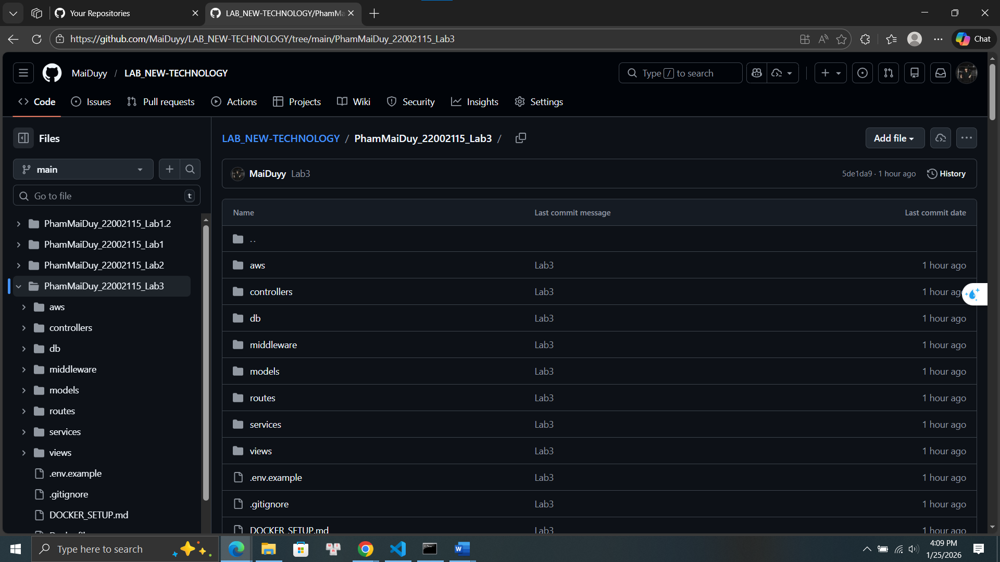 Your Repositories
LAB_NEW-TECHNOLOGY/PhamMa
https://github.com/MaiDuyy/LAB_NEW-TECHNOLOGY/tree/main/PhamMaiDuy_22002115_Lab3
Chat
MaiDuyy / LAB_NEW-TECHNOLOGY
Type / to search
Code
Issues
Pull requests
Actions
Projects
Wiki
Security
Insights
Settings
Files
main
Go to file
t
PhamMaiDuy_22002115_Lab1.2
PhamMaiDuy_22002115_Lab1
PhamMaiDuy_22002115_Lab2
PhamMaiDuy_22002115_Lab3
aws
controllers
db
middleware
models
routes
services
views
.env.example
.gitignore
DOCKER_SETUP.md
LAB_NEW-TECHNOLOGY / PhamMaiDuy_22002115_Lab3 /
Add file
MaiDuyy Lab3
5de1da9 · 1 hour ago
History
Name Last commit message Last commit date
..
aws Lab3 1 hour ago
controllers Lab3 1 hour ag
db Lab3 1 hour ago
middleware Lab3 1 hour ago
models Lab3 1 hour ago
routes Lab3 1 hour ago
services Lab3 1 hour ago
views Lab3 1 hour ago
.env.example Lab3 1 hour ago
.gitignore Lab3 1 hour ago
DOCKER_SETUP.md Lab3 1 hour ago
Type here to search
4:09 PM
1/25/2026